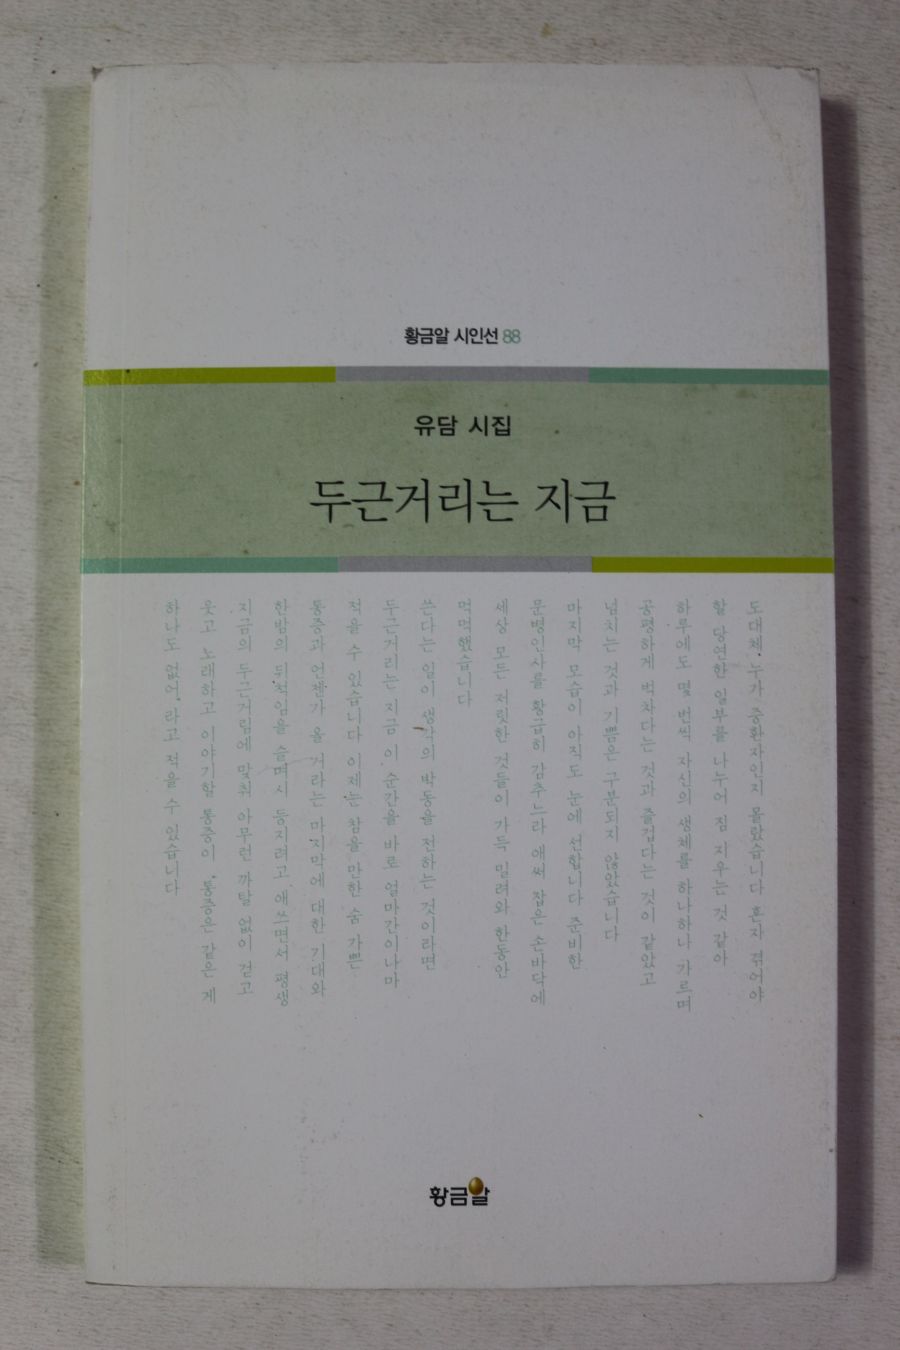 황금알 시인선 88
유담 시집
두근거리는 지금
도대체 누가 중환자인지 몰랐습니다 혼자 겪어야
할 당연한 일부를 나누어 짐 지우는 것 같아
하루에도 몇 번씩 자신의 생체를 하나하나 가르며
공평하게 벅차다는 것과 즐겁다는 것이 같았고
넘치는 것과 기쁨은 구분되지 않았습니다
마지막 모습이 아직도 눈에 선합니다 준비한
문병인사를 황급히 감추느라 애써 잡은 손바닥에
세상 모든 저릿한 것들이 가득 밀려와 한동안
먹먹했습니다
쓴다는 일이 생각의 박동을 전하는 것이라면
두근거리는 지금 이 순간을 바로 얼마간이나마
적을 수 있습니다 이제는 참을 만한 숨 가쁜
통증과 언젠가 올 거라는 마지막에 대한 기대와
한밤의 뒤척임을 슬며시 등지려고 애쓰면서 평생
지금의 두근거림에 맞춰 아무런 까탈 없이 걷고
웃고 노래하고 이야기할 통증이 통증은 같은 게
하나도 없어 라고 적을 수 있습니다
황금알